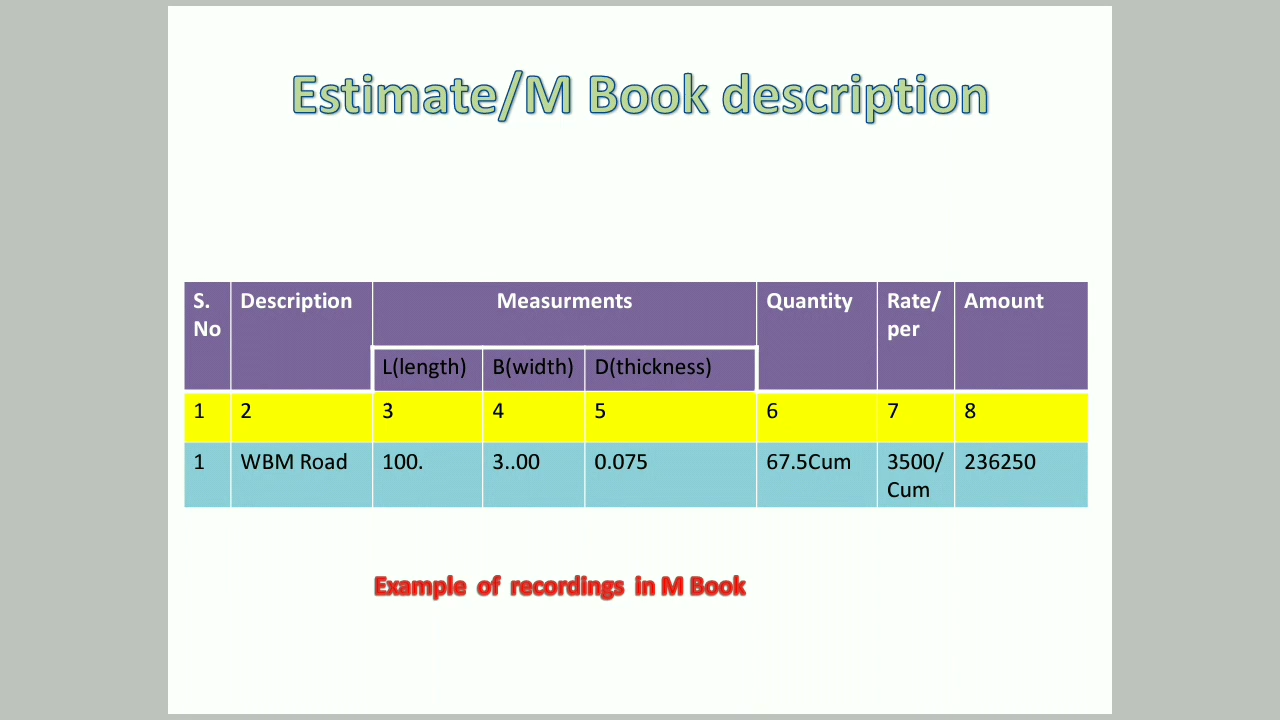 Estimate/M Book description
S. No Description Measurments Quantity Rate/ per Amount
L(length) B(width) D(thickness)
1 2 3 4 5 6 7 8
1 WBM Road 100. 3..00 0.075 67.5Cum 3500/ Cum 236250
Example of recordings in M Book